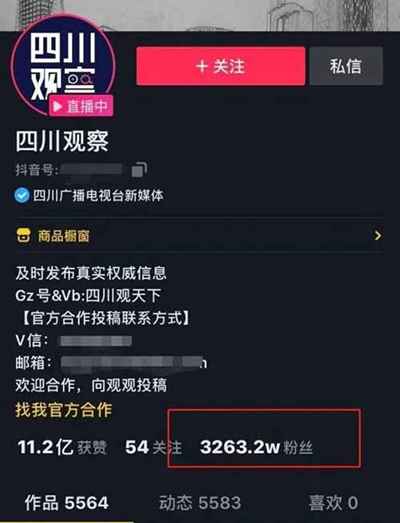 四川
观察
直播中
+ 关注
私信
四川观察
抖音号:
四川广播电视台新媒体
商品橱窗
及时发布真实权威信息
Gz号&Vb:四川观天下
【官方合作投稿联系方式】
V信:
邮箱: n
欢迎合作，向观观投稿
找我官方合作
11.2亿 获赞 54 关注 3263.2w 粉丝
作品 5564 动态 5583 喜欢 0